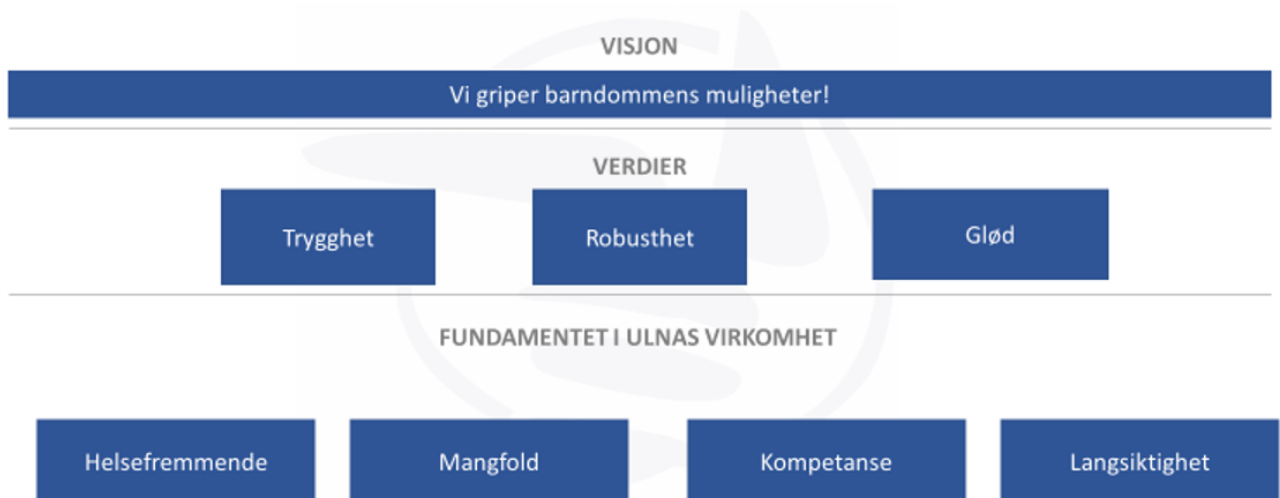 VISJON
Vi griper barndommens muligheter!
VERDIER
Trygghet
Robusthet
Glød
FUNDAMENTET I ULNAS VIRKOMHET
Helsefremmende
Mangfold
Kompetanse
Langsiktighet